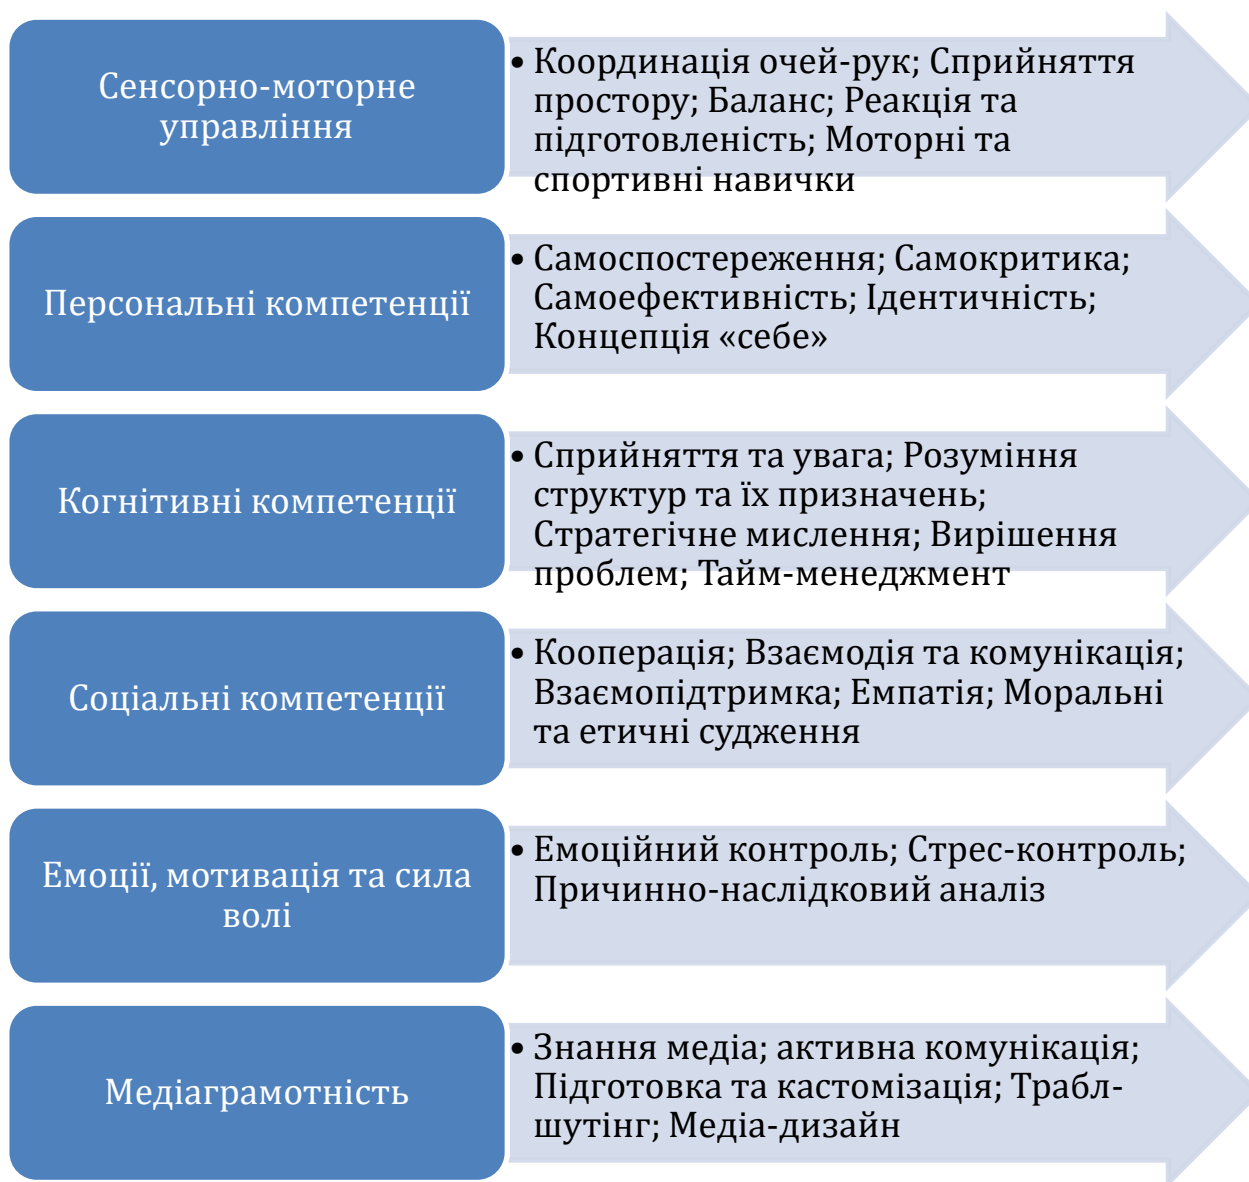 Сенсорно-моторне
управління
• Координація очей-рук; Сприйняття
простору; Баланс; Реакція та
підготовленість; Моторні та
спортивні навички
Персональні компетенції
• Самоспостереження; Самокритика;
Самоефективність; Ідентичність;
Концепція «себе»
Когнітивні компетенції
• Сприйняття та увага; Розуміння
структур та їх призначень;
Стратегічне мислення; Вирішення
проблем; Тайм-менеджмент
Соціальні компетенції
• Кооперація; Взаємодія та комунікація;
Взаємопідтримка; Емпатія; Моральні
та етичні судження
Емоції, мотивація та сила
волі
• Емоційний контроль; Стрес-контроль;
Причинно-наслідковий аналіз
Медіаграмотність
• Знання медіа; активна комунікація;
Підготовка та кастомізація; Трабл-
шутінг; Медіа-дизайн